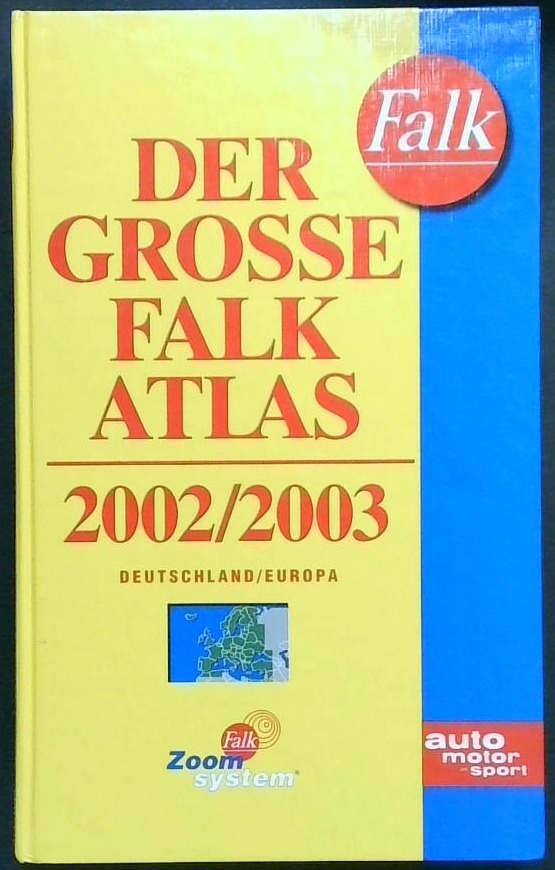 Falk
DER
GROSSE
FALK
ATLAS
2002/2003
DEUTSCHLAND/EUROPA
Falk
Zoom
system®
auto
motor
und sport